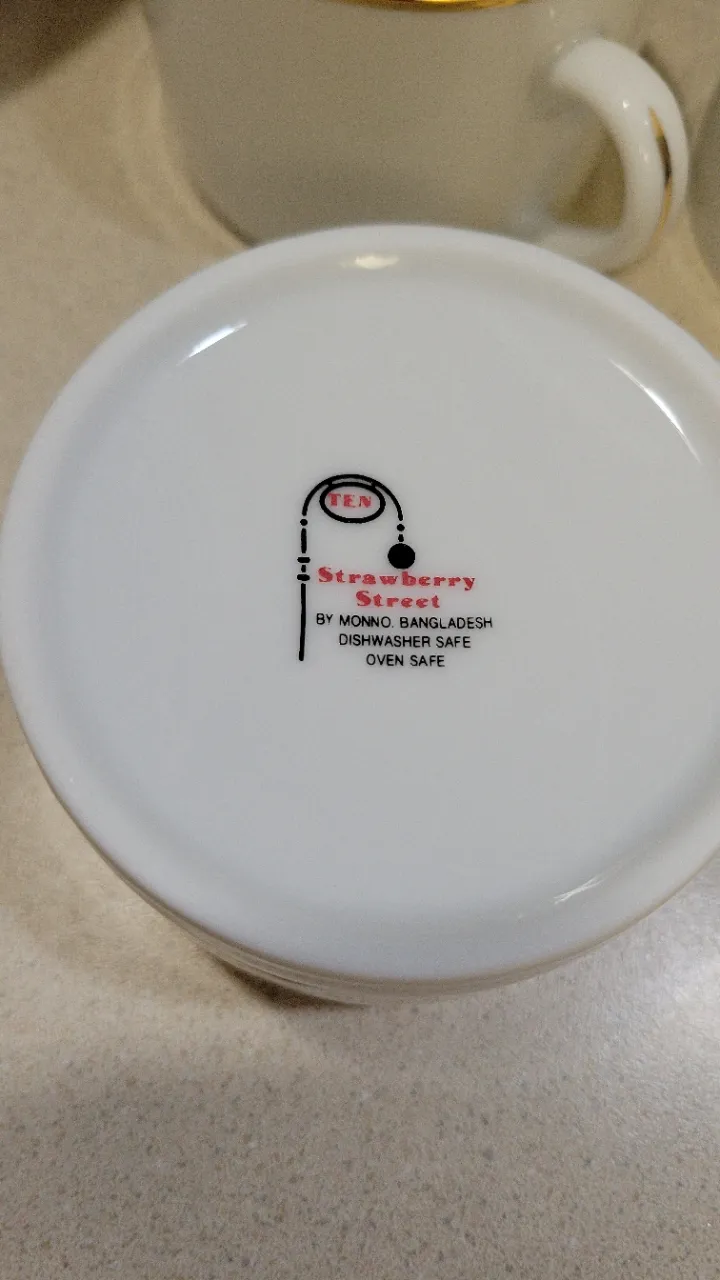 TEN
Strawberry
Street
BY MONNO. BANGLADESH
DISHWASHER SAFE
OVEN SAFE